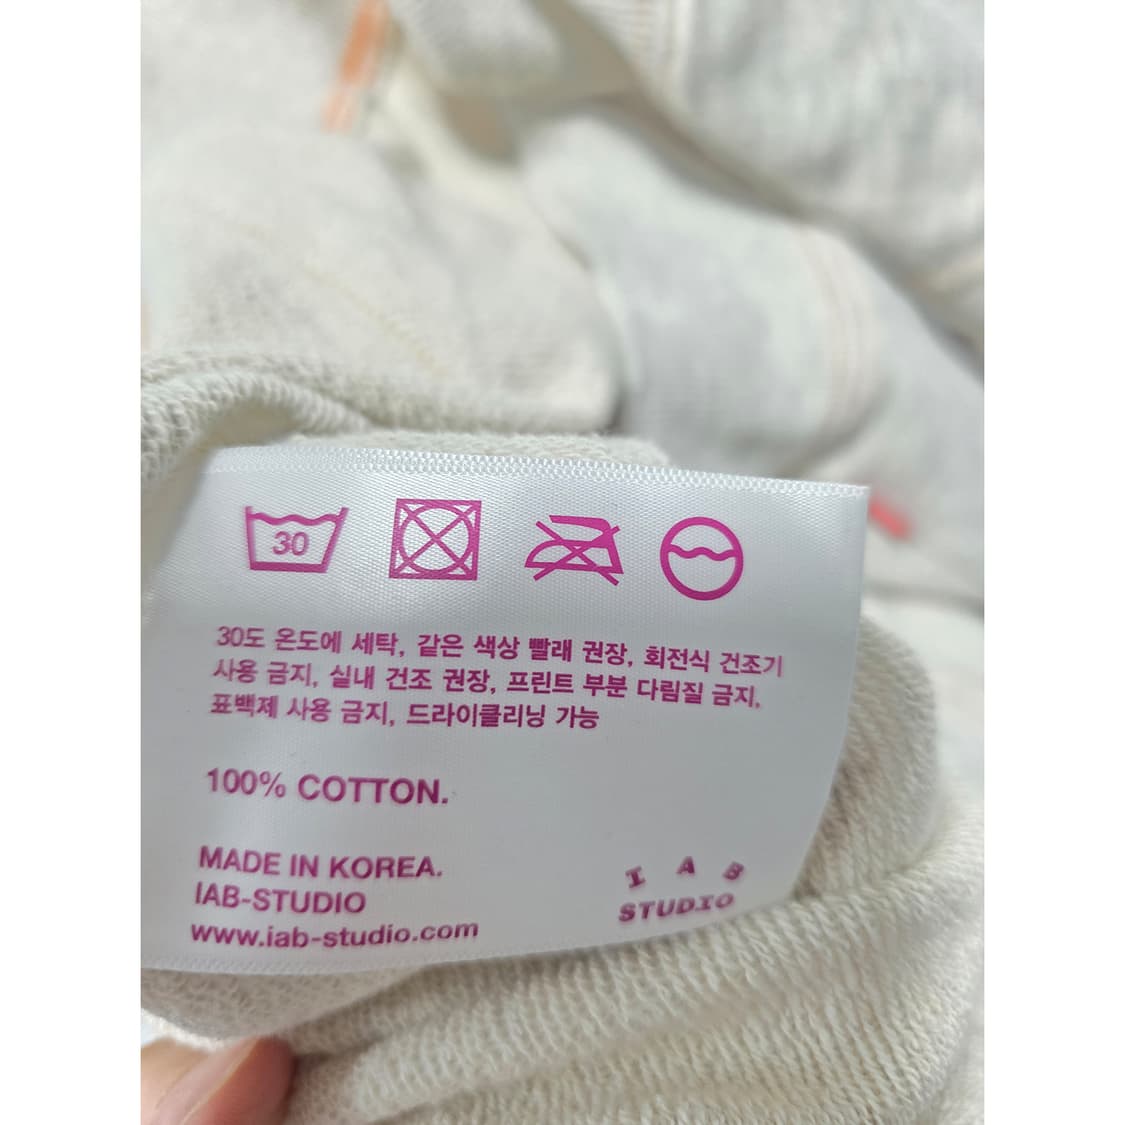 30
30도 온도에 세탁, 같은 색상 빨래 권장, 회전식 건조기
사용 금지, 실내 건조 권장, 프린트 부분 다림질 금지,
표백제 사용 금지, 드라이클리닝 가능
100% COTTON.
MADE IN KOREA.
IAB-STUDIO
www.iab-studio.com
I A B
STUDIO